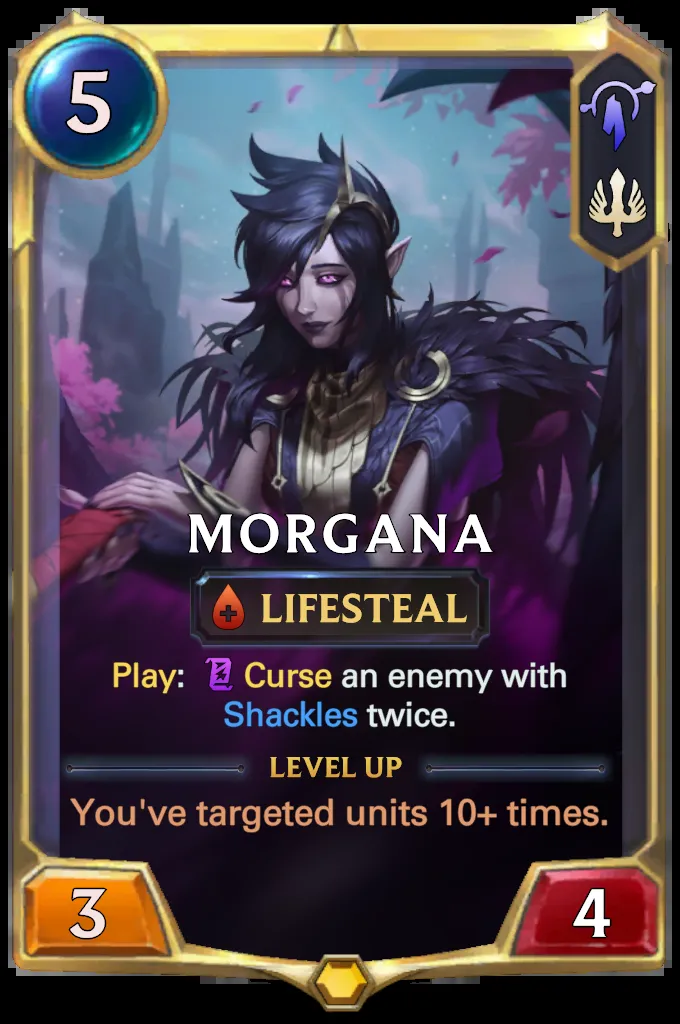 5
MORGANA
LIFESTEAL
Play: Curse an enemy with
Shackles twice.
LEVEL UP
You've targeted units 10+ times.
3
4